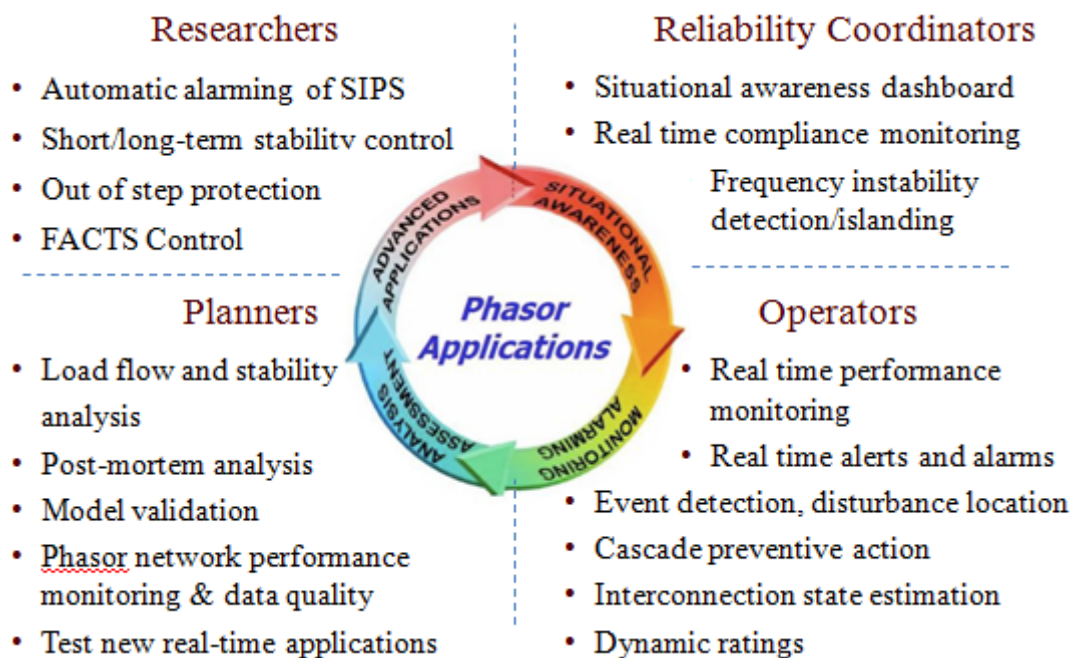 Researchers
• Automatic alarming of SIPS
• Short/long-term stability control
• Out of step protection
• FACTS Control
Reliability Coordinators
• Situational awareness dashboard
• Real time compliance monitoring
Frequency instability
detection/islanding
ADVANCED
APPLICATIONS
SITUATIONAL
AWARENESS
MONITORING
ALARMING
ANALYSIS
ASSESSMENT
Phasor
Applications
Planners
• Load flow and stability
analysis
• Post-mortem analysis
• Model validation
• Phasor network performance
monitoring & data quality
• Test new real-time applications
Operators
• Real time performance
monitoring
• Real time alerts and alarms
• Event detection, disturbance location
• Cascade preventive action
• Interconnection state estimation
• Dynamic ratings